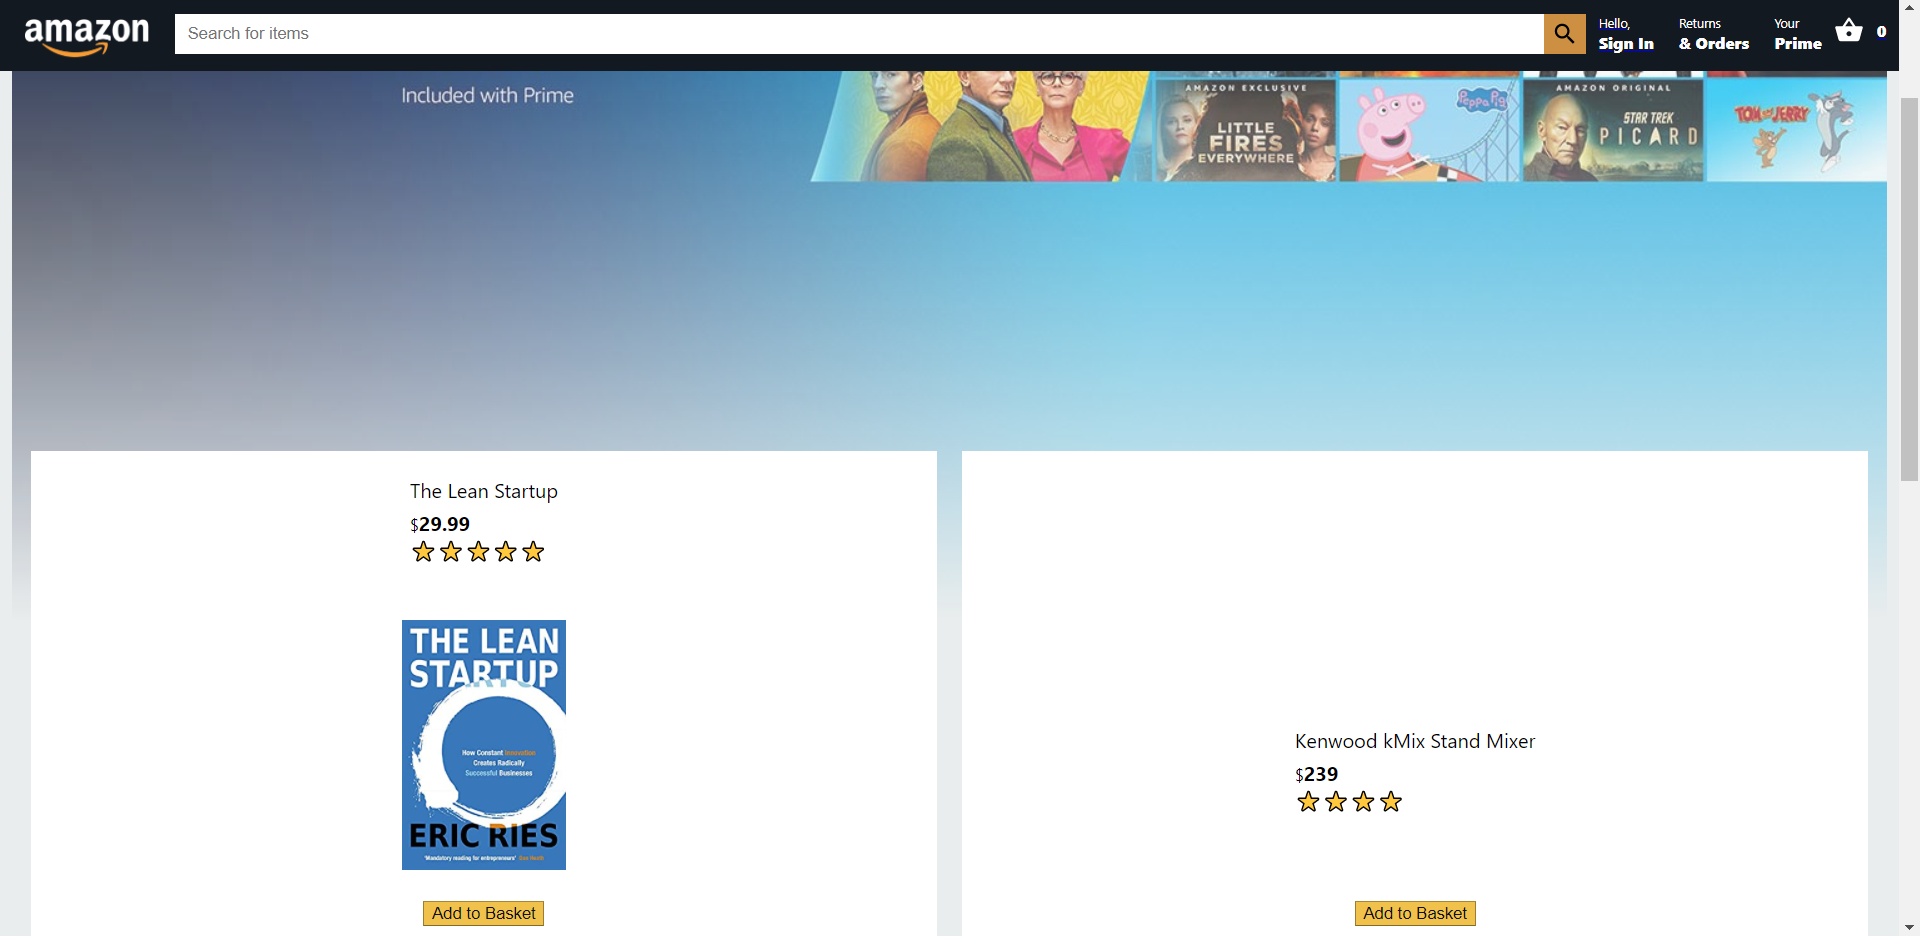 amazon
Search for items
Hello,
Sign In
Returns
& Orders
Your
Prime
0
Included with Prime
AMAZON EXCLUSIVE
LITTLE
FIRES
EVERYWHERE
Peppa Pig
AMAZON ORIGINAL
STAR TREK
PICARD
TOM and JERRY
The Lean Startup
$29.99
THE LEAN
STARTUP
How Constant Innovation
Creates Radically
Successful Businesses
ERIC RIES
'Mandatory reading for entrepreneurs'
Add to Basket
Kenwood kMix Stand Mixer
$239
Add to Basket